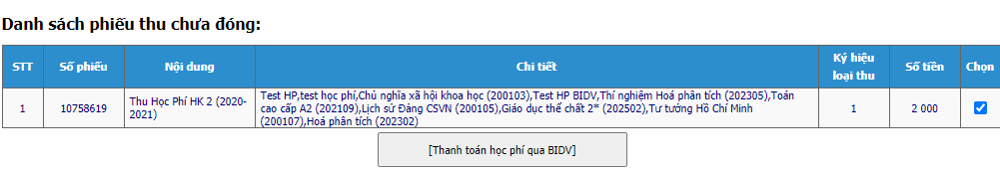 Danh sách phiếu thu chưa đóng:
STT Số phiếu Nội dung Chi tiết Ký hiệu loại thu Số tiền Chọn
1 10758619 Thu Học Phí HK 2 (2020-2021) Test HP,test học phí,Chủ nghĩa xã hội khoa học (200103),Test HP BIDV,Thí nghiệm Hoá phân tích (202305),Toán cao cấp A2 (202109),Lịch sử Đảng CSVN (200105),Giáo dục thể chất 2* (202502),Tư tưởng Hồ Chí Minh (200107),Hoá phân tích (202302) 1 2 000
[Thanh toán học phí qua BIDV]